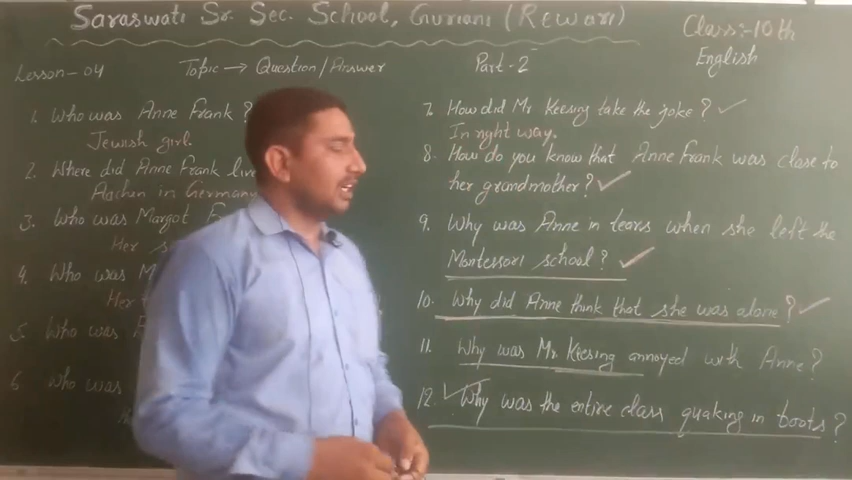 Saraswati Sr. Sec. School, Guriani (Rewari)
Class:-10th
English
Lesson-04
Topic → Question/Answer
Part-2
1. Who was Anne Frank?
Jewish girl.
2. Where did Anne Frank live
Aachen in Germany
3. Who was Margot
Her
4. Who was
Her
5. Who was
6. Who was
7. How did Mr Keesing take the joke? ✓
In right way.
8. How do you know that Anne Frank was close to
her grandmother? ✓
9. Why was Anne in tears when she left the
Montessori school? ✓
10. Why did Anne think that she was alone? ✓
11. Why was Mr. Keesing annoyed with Anne?
12. ✓Why was the entire class quaking in boots?